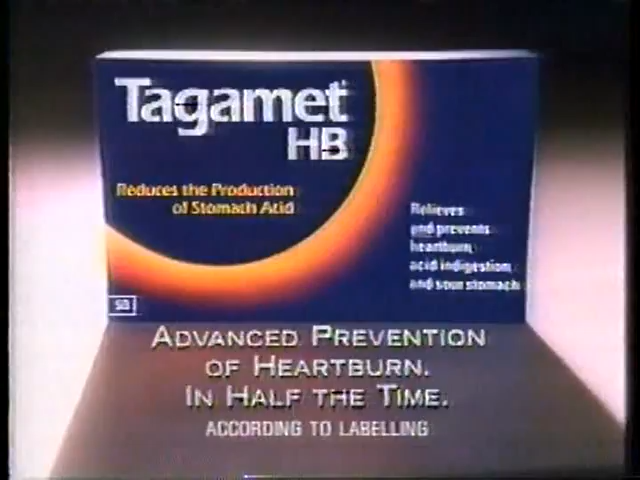 Tagamet
HB
Reduces the Production
of Stomach Acid
Relieves
and prevents
heartburn,
acid indigestion,
and sour stomach
ADVANCED PREVENTION
OF HEARTBURN.
IN HALF THE TIME.
ACCORDING TO LABELLING